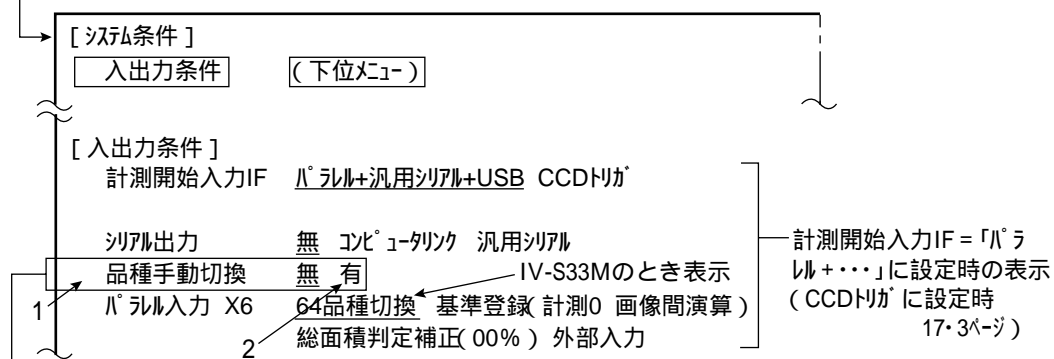 [ ｼｽﾃﾑ条件 ]
入出力条件 (下位ﾒﾆｭｰ)
[ 入出力条件 ]
計測開始入力IF ﾊﾟﾗﾚﾙ+汎用ｼﾘｱﾙ+USB CCDﾄﾘｶﾞ
ｼﾘｱﾙ出力 無 ｺﾝﾋﾟｭｰﾀﾘﾝｸ 汎用ｼﾘｱﾙ
品種手動切換 無 有
IV-S33Mのとき表示
1
ﾊﾟﾗﾚﾙ入力 X6 64品種切換 基準登録(計測0 画像間演算)
2
総面積判定補正(00%) 外部入力
計測開始入力IF =「ﾊﾟﾗ
ﾚﾙ+・・・」に設定時の表示
(CCDﾄﾘｶﾞに設定時
17・3ﾍﾟｰｼﾞ)